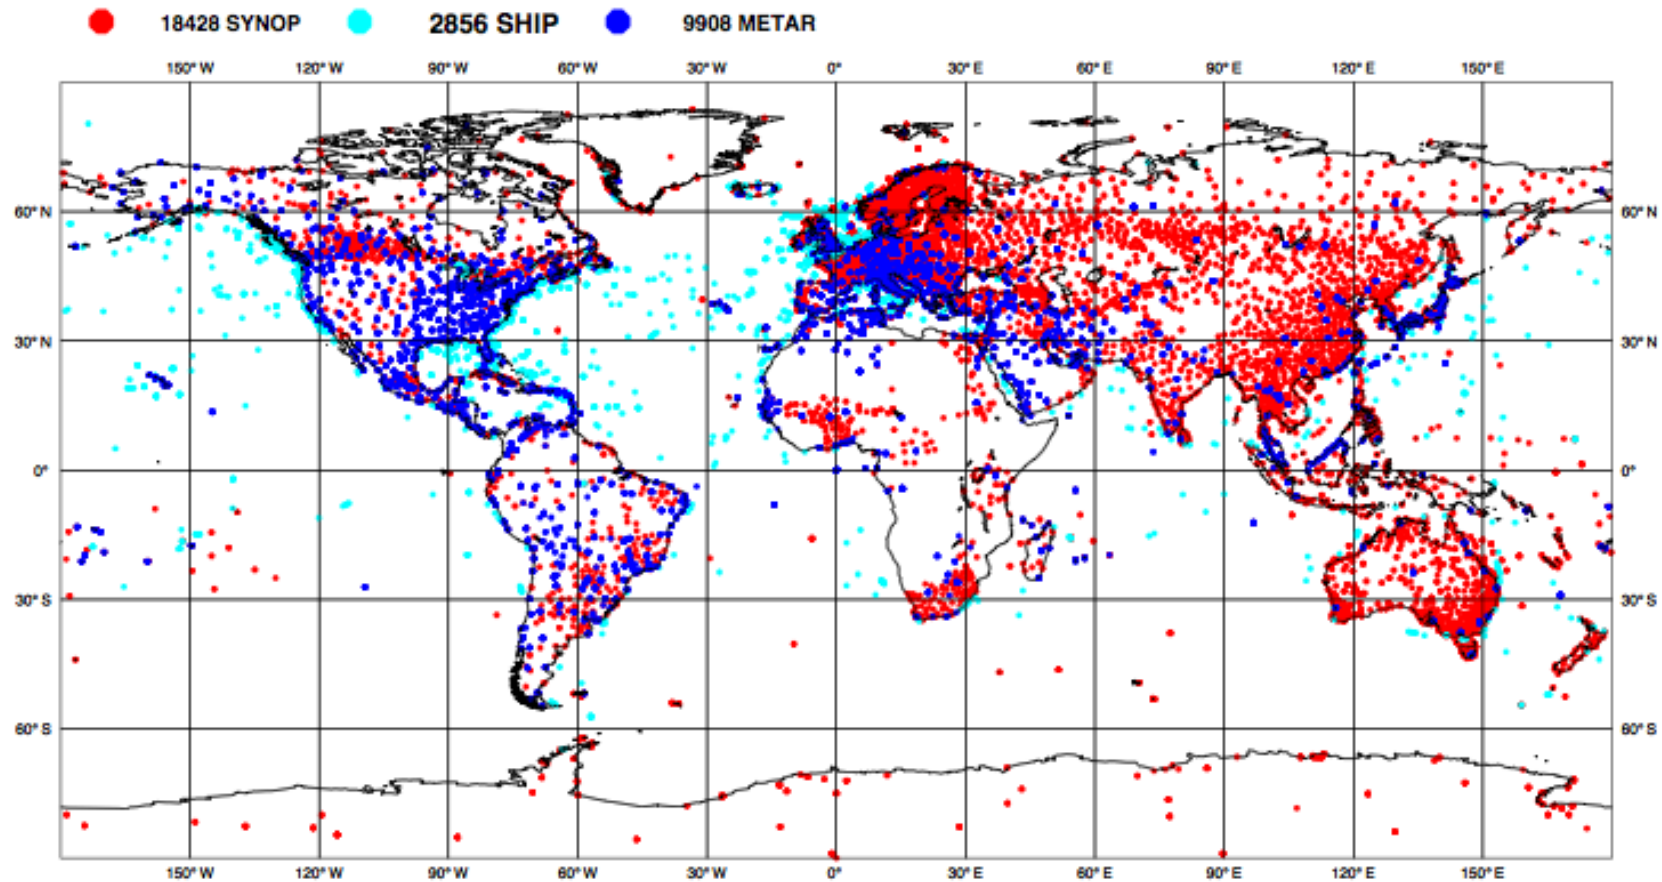 18428 SYNOP 2856 SHIP 9908 METAR
150° W 120° W 90° W 60° W 30° W 0° 30° E 60° E 90° E 120° E 150° E
60° N 60° N
30° N 30° N
0° 0°
30° S 30° S
60° S 60° S
150° W 120° W 90° W 60° W 30° W 0° 30° E 60° E 90° E 120° E 150° E